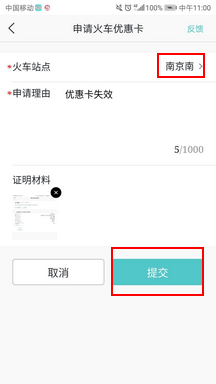 中国移动 100% 中午11:00
申请火车优惠卡 反馈
*火车站点 南京南
*申请理由 优惠卡失效
5/1000
证明材料
取消 提交